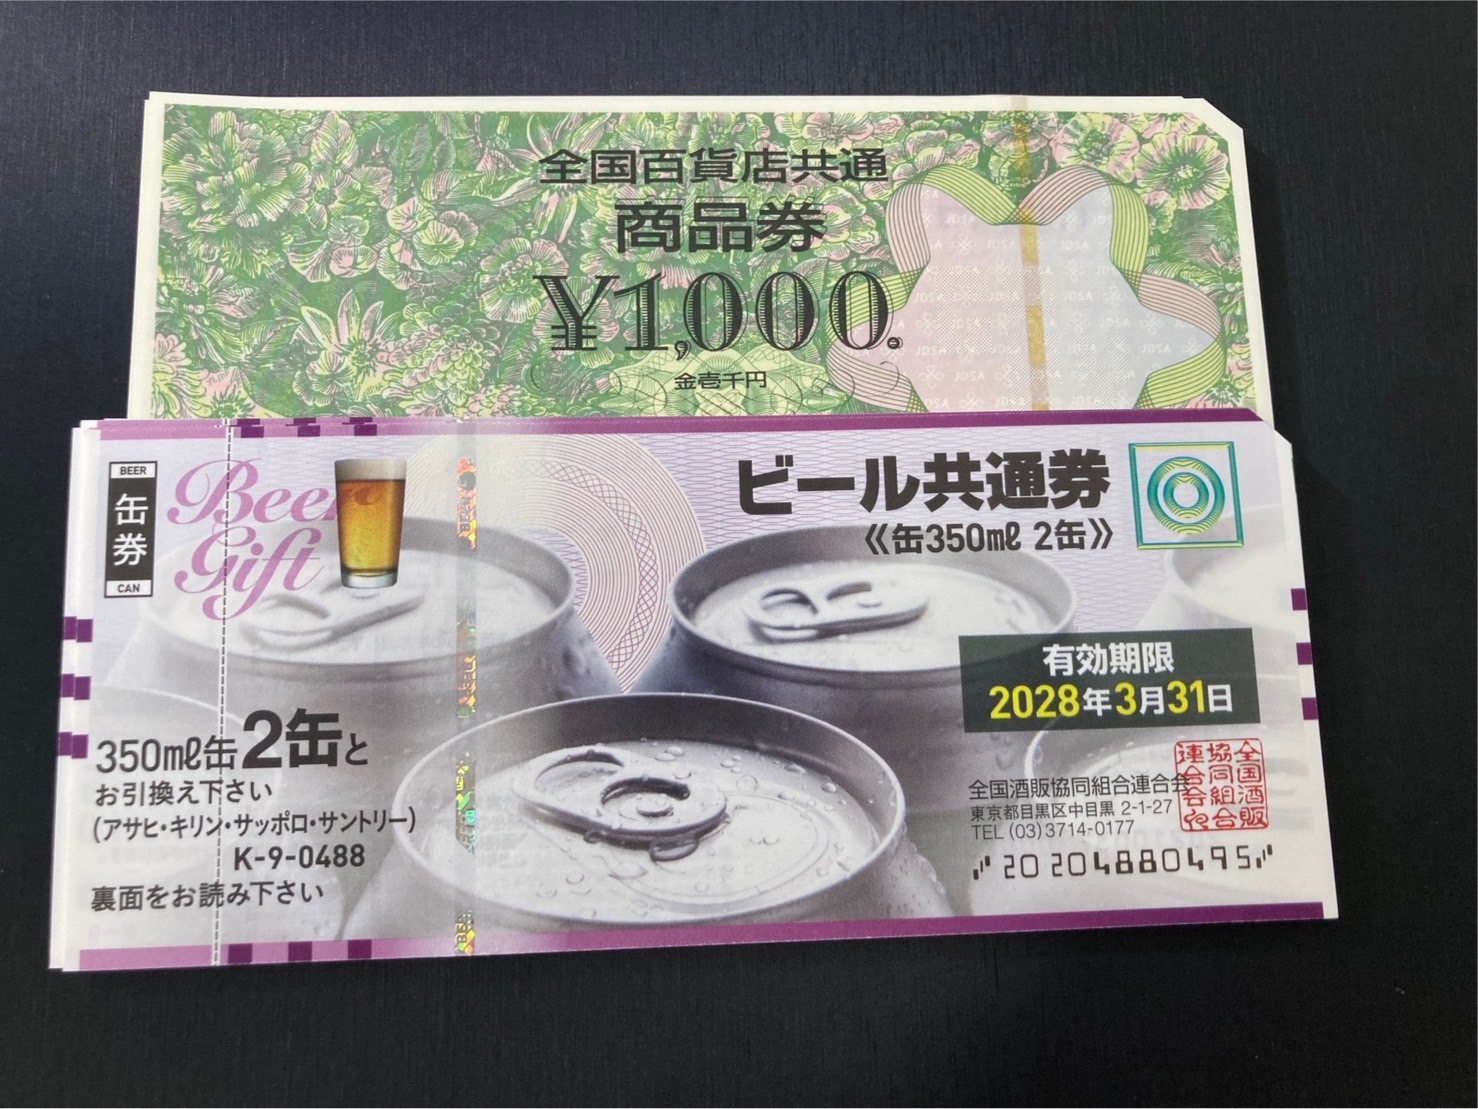 全国百貨店共通
商品券
¥1,000.
金壱千円
BEER
缶券
CAN
Beer
Gift
ビール共通券
《缶350mℓ 2缶》
有効期限
2028年3月31日
350mℓ缶2缶と
お引換え下さい
(アサヒ・キリン・サッポロ・サントリー)
K-9-0488
裏面をお読み下さい
全国酒販協同組合連合会
東京都目黒区中目黒 2-1-27
TEL (03)3714-0177
全国酒販
協同組合
連合会
20 204880495